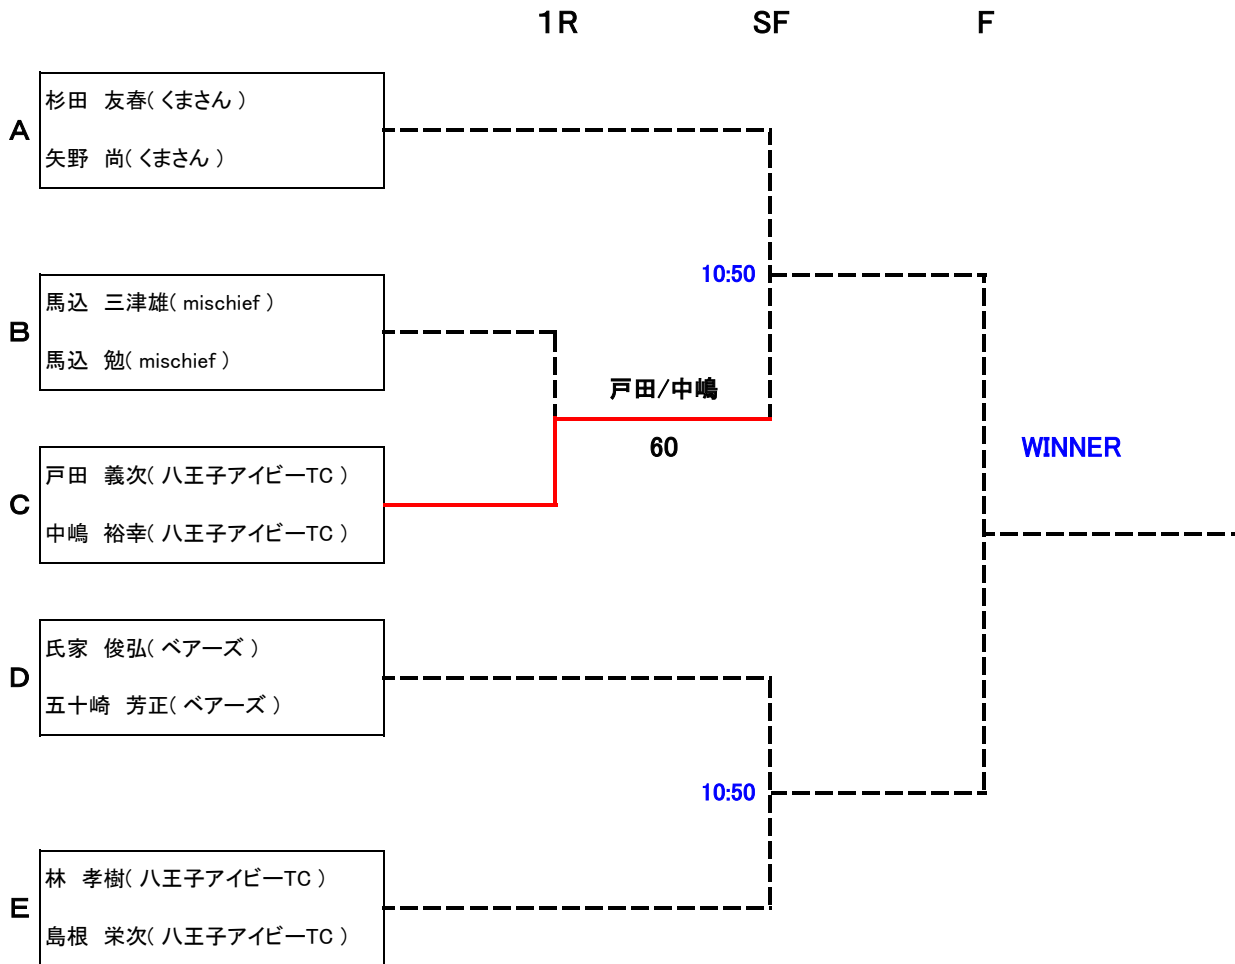 1R SF F
杉田 友春( くまさん )
A
矢野 尚( くまさん )
10:50
馬込 三津雄( mischief )
B
馬込 勉( mischief )
戸田/中嶋
60
WINNER
戸田 義次( 八王子アイビーTC )
C
中嶋 裕幸( 八王子アイビーTC )
氏家 俊弘( ベアーズ )
D
五十崎 芳正( ベアーズ )
10:50
林 孝樹( 八王子アイビーTC )
E
島根 栄次( 八王子アイビーTC )